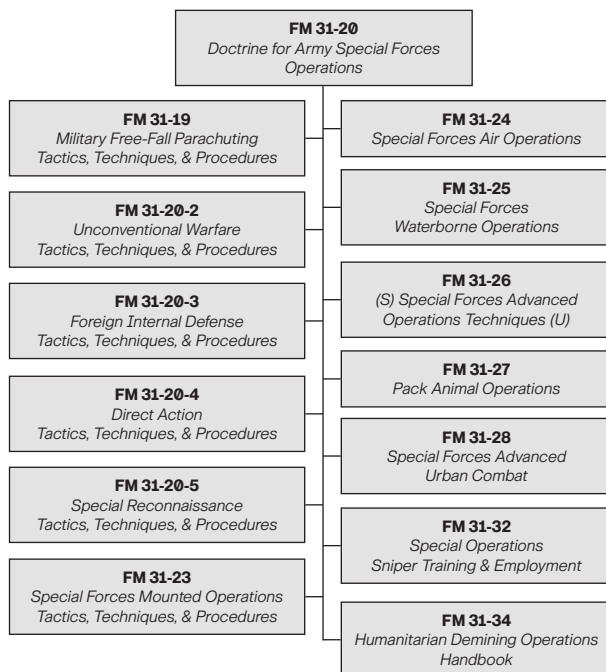 FM 31-20
Doctrine for Army Special Forces
Operations
FM 31-19
Military Free-Fall Parachuting
Tactics, Techniques, & Procedures
FM 31-20-2
Unconventional Warfare
Tactics, Techniques, & Procedures
FM 31-20-3
Foreign Internal Defense
Tactics, Techniques, & Procedures
FM 31-20-4
Direct Action
Tactics, Techniques, & Procedures
FM 31-20-5
Special Reconnaissance
Tactics, Techniques, & Procedures
FM 31-23
Special Forces Mounted Operations
Tactics, Techniques, & Procedures
FM 31-24
Special Forces Air Operations
FM 31-25
Special Forces
Waterborne Operations
FM 31-26
(S) Special Forces Advanced
Operations Techniques (U)
FM 31-27
Pack Animal Operations
FM 31-28
Special Forces Advanced
Urban Combat
FM 31-32
Special Operations
Sniper Training & Employment
FM 31-34
Humanitarian Demining Operations
Handbook